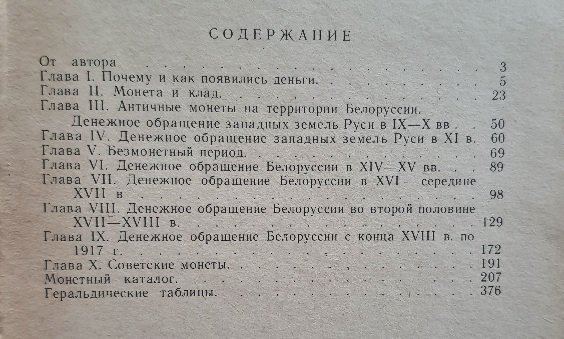 СОДЕРЖАНИЕ
От автора . . . . . . . . . . . . . . . 3
Глава I. Почему и как появились деньги. . . . . . . . 5
Глава II. Монета и клад. . . . . . . . . . . . 23
Глава III. Античные монеты на территории Белоруссии.
Денежное обращение западных земель Руси в IX—X вв . . 50
Глава IV. Денежное обращение западных земель Руси в XI в. 60
Глава V. Безмонетный период. . . . . . . . . . . 69
Глава VI. Денежное обращение Белоруссии в XIV—XV вв. . . 89
Глава VII. Денежное обращение Белоруссии в XVI — середине
XVII в . . . . . . . . . . . . . . . 98
Глава VIII. Денежное обращение Белоруссии во второй половине
XVII—XVIII в. . . . . . . . . . . . . . 129
Глава IX. Денежное обращение Белоруссии с конца XVIII в. по
1917 г. . . . . . . . . . . . . . . . 172
Глава X. Советские монеты. . . . . . . . . . . . 191
Монетный каталог. . . . . . . . . . . . . . 207
Геральдические таблицы. . . . . . . . . . . . 376